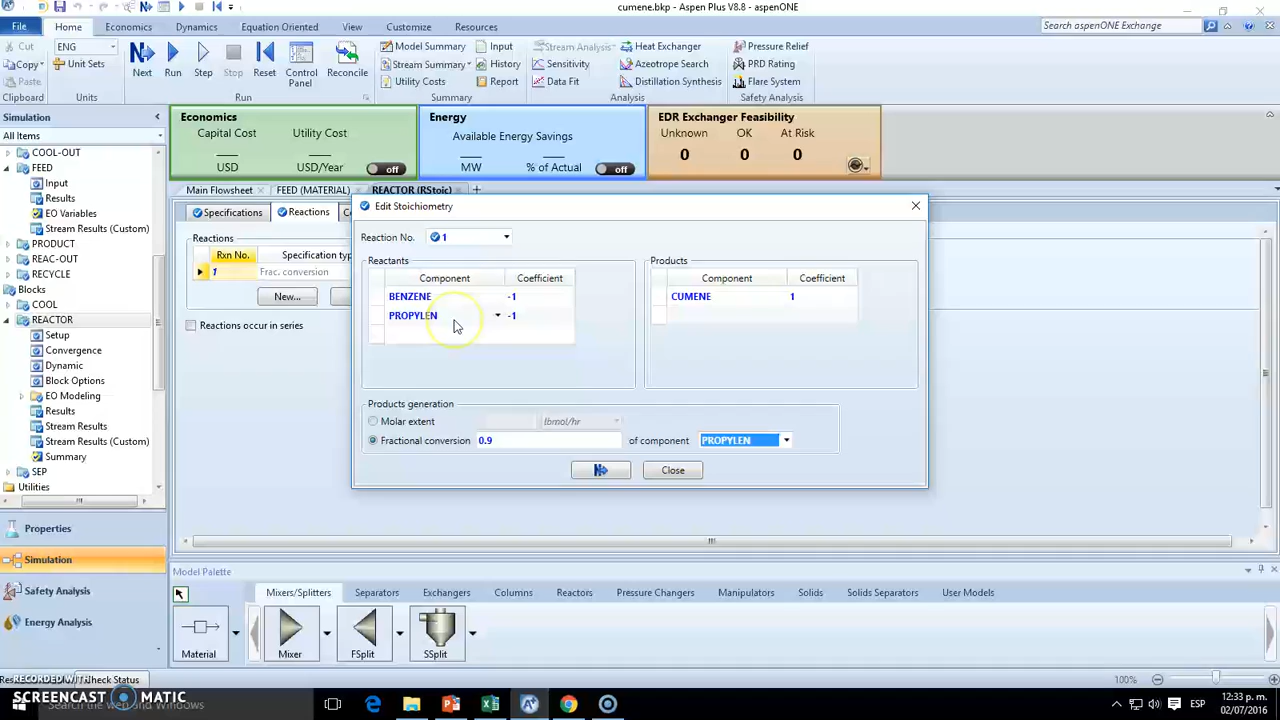 cumene.bkp - Aspen Plus V8.8 - aspenONE
File
Home
Economics
Dynamics
Equation Oriented
View
Customize
Resources
Search aspenONE Exchange
Cut
ENG
Copy
Unit Sets
Paste
Clipboard
Units
Next
Run
Step
Stop
Reset
Control Panel
Reconcile
Run
Model Summary
Input
Stream Summary
History
Utility Costs
Report
Summary
Stream Analysis
Heat Exchanger
Sensitivity
Azeotrope Search
Data Fit
Distillation Synthesis
Analysis
Pressure Relief
PRD Rating
Flare System
Safety Analysis
Simulation
All Items
COOL-OUT
FEED
Input
Results
EO Variables
Stream Results (Custom)
PRODUCT
REAC-OUT
RECYCLE
Blocks
COOL
REACTOR
Setup
Convergence
Dynamic
Block Options
EO Modeling
Results
Stream Results
Stream Results (Custom)
Summary
SEP
Utilities
Properties
Simulation
Safety Analysis
Energy Analysis
Economics
Capital Cost Utility Cost
USD USD/Year
off
Energy
Available Energy Savings
MW % of Actual
off
EDR Exchanger Feasibility
Unknown OK At Risk
0 0 0
Main Flowsheet
FEED (MATERIAL)
REACTOR (RStoic)
Specifications
Reactions
Reactions
Rxn No. Specification typ
1 Frac. conversion
New...
Reactions occur in series
Edit Stoichiometry
Reaction No. 1
Reactants
Component Coefficient
BENZENE -1
PROPYLEN -1
Products
Component Coefficient
CUMENE 1
Products generation
Molar extent lbmol/hr
Fractional conversion 0.9 of component PROPYLEN
Close
Model Palette
Mixers/Splitters
Separators
Exchangers
Columns
Reactors
Pressure Changers
Manipulators
Solids
Solids Separators
User Models
Material
Mixer
FSplit
SSplit
Check Status
100%
RECORDED WITH
SCREENCAST MATIC
Search the web and Windows
ESP
12:33 p. m.
02/07/2016